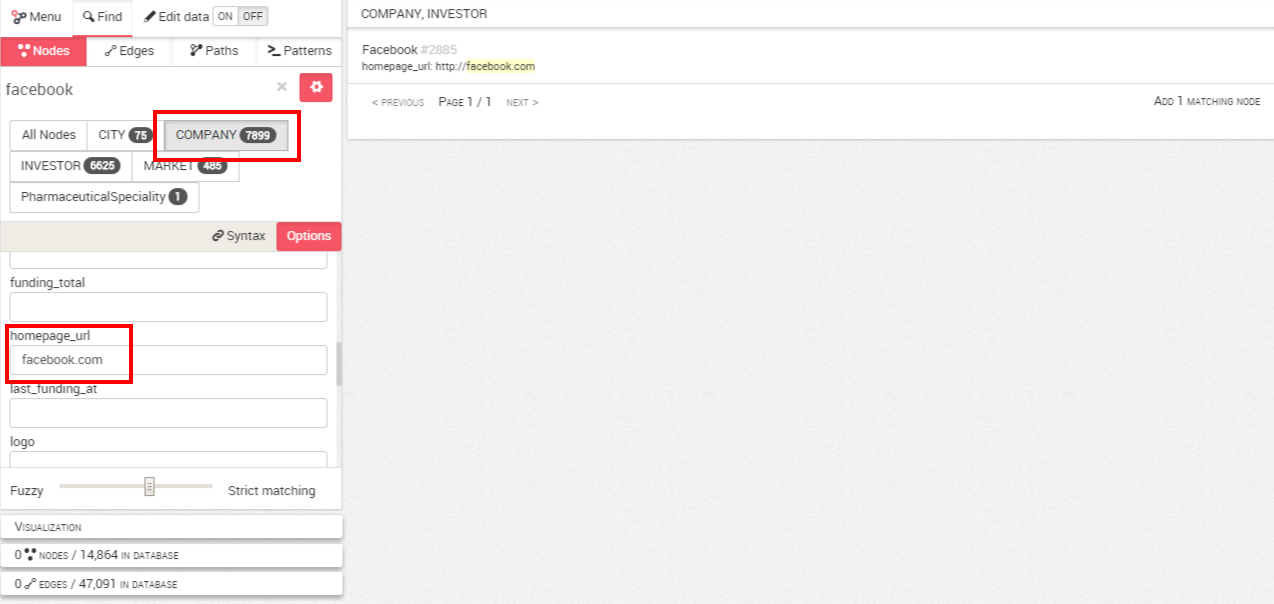 Menu Find Edit data ON OFF
Nodes Edges Paths Patterns
facebook
All Nodes CITY 75 COMPANY 7899
INVESTOR 6625 MARKET 485
PharmaceuticalSpeciality 1
Syntax Options
funding_total
homepage_url
facebook.com
last_funding_at
logo
Fuzzy Strict matching
VISUALIZATION
0 NODES / 14,864 IN DATABASE
0 EDGES / 47,091 IN DATABASE
COMPANY, INVESTOR
Facebook #2885
homepage_url: http://facebook.com
< PREVIOUS PAGE 1 / 1 NEXT >
ADD 1 MATCHING NODE